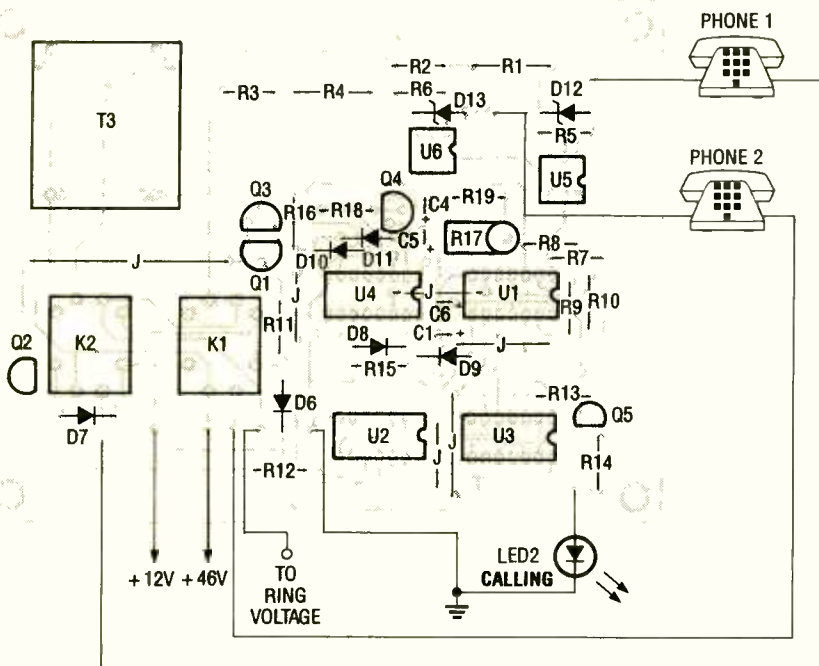 PHONE 1
R2
R1
R3
R4
R6
D13
D12
R5
T3
U6
U5
PHONE 2
Q4
Q3
R16
R18
C4
R19
+
C5
+
R17
R8
R7
D10
D11
J
Q1
J
U4
J
U1
C6
+
R9
R10
R11
C1
+
K2
K1
Q2
D8
D9
J
R15
D7
D6
R13
Q5
U2
J
J
U3
R14
R12
+12V
+46V
TO
RING
VOLTAGE
LED2
CALLING